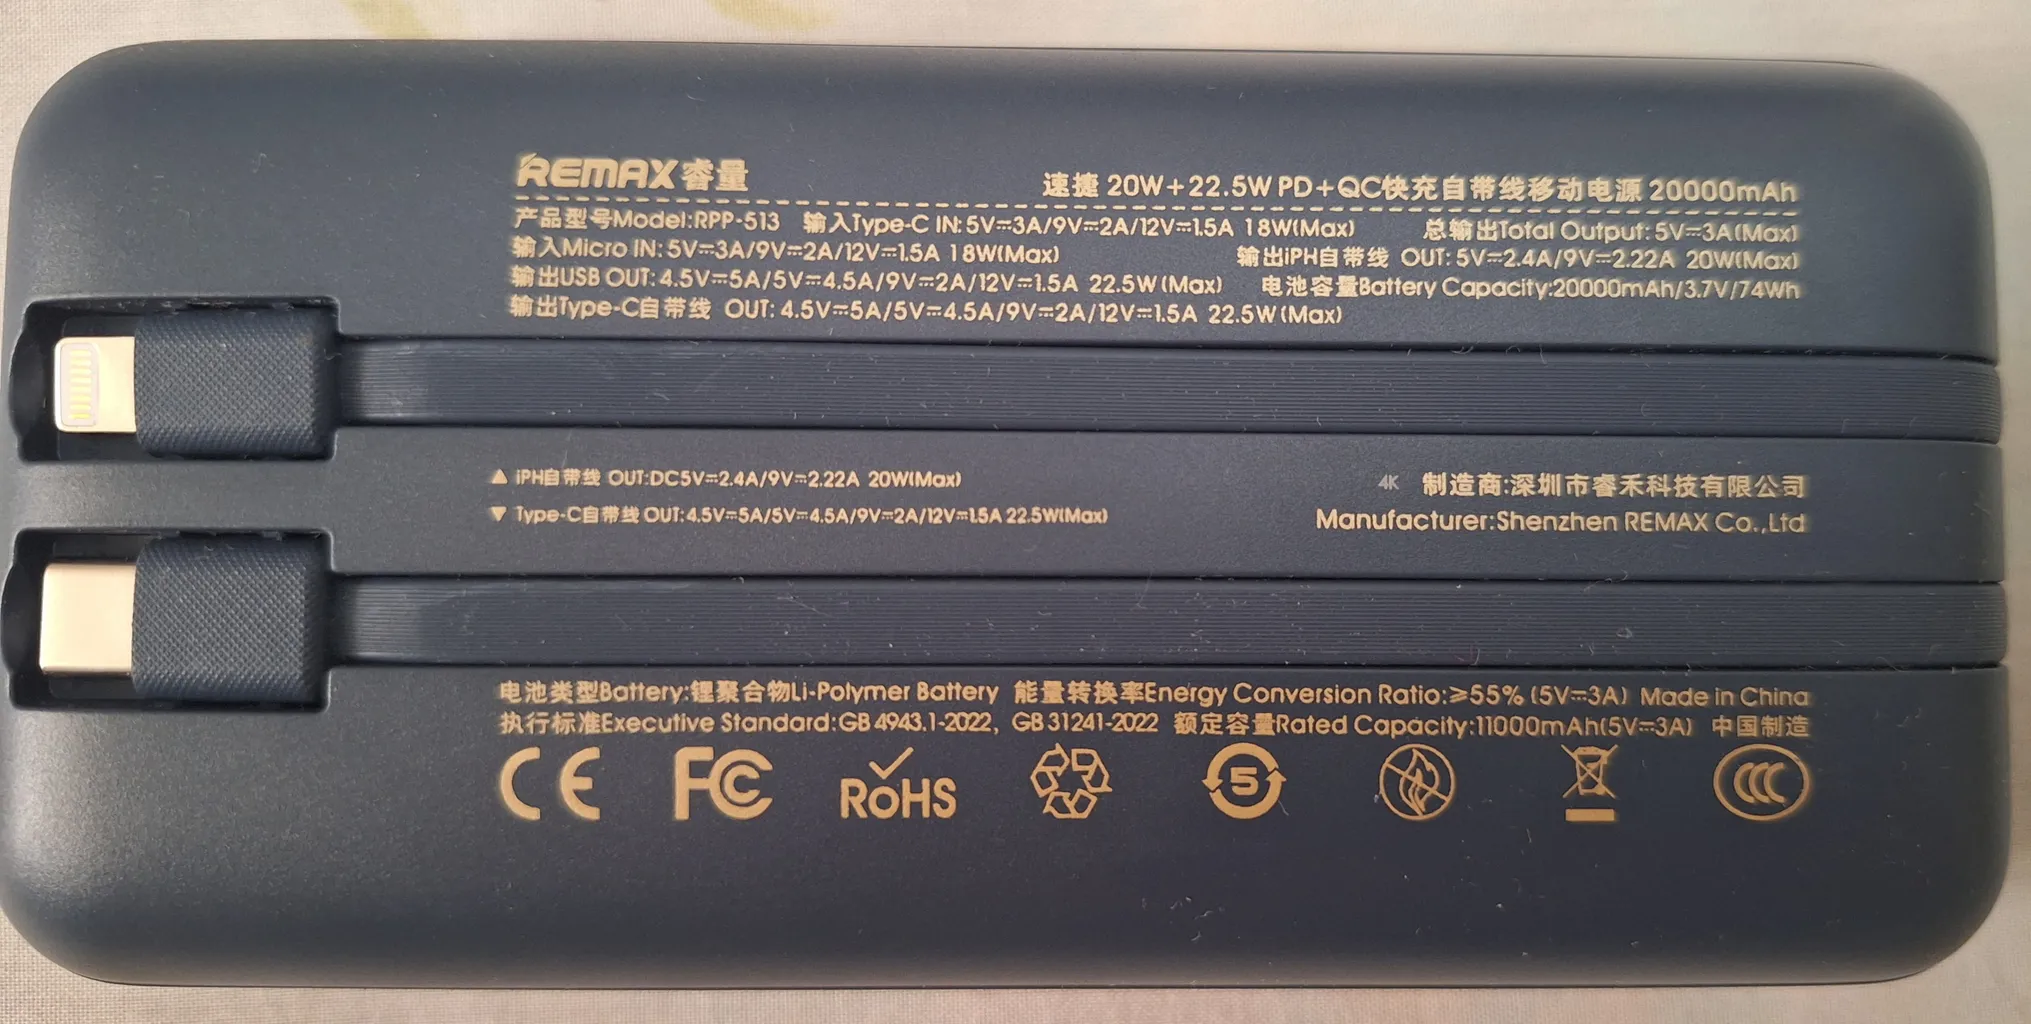 REMAX睿量
速捷 20W+22.5W PD+QC快充自带线移动电源 20000mAh
产品型号Model:RPP-513 输入Type-C IN:5V⎓3A/9V⎓2A/12V⎓1.5A 18W(Max) 总输出Total Output:5V⎓3A(Max)
输入Micro IN:5V⎓3A/9V⎓2A/12V⎓1.5A 18W(Max) 输出iPH自带线 OUT:5V⎓2.4A/9V⎓2.22A 20W(Max)
输出USB OUT:4.5V⎓5A/5V⎓4.5A/9V⎓2A/12V⎓1.5A 22.5W(Max) 电池容量Battery Capacity:20000mAh/3.7V/74Wh
输出Type-C自带线 OUT:4.5V⎓5A/5V⎓4.5A/9V⎓2A/12V⎓1.5A 22.5W(Max)
▲ iPH自带线 OUT:DC5V⎓2.4A/9V⎓2.22A 20W(Max)
▼ Type-C自带线 OUT:4.5V⎓5A/5V⎓4.5A/9V⎓2A/12V⎓1.5A 22.5W(Max)
4K 制造商:深圳市睿禾科技有限公司
Manufacturer:Shenzhen REMAX Co.,Ltd
电池类型Battery:锂聚合物Li-Polymer Battery 能量转换率Energy Conversion Ratio:≥55% (5V⎓3A) Made in China
执行标准Executive Standard:GB 4943.1-2022, GB 31241-2022 额定容量Rated Capacity:11000mAh(5V⎓3A) 中国制造
CE FC RoHS 5 CCC